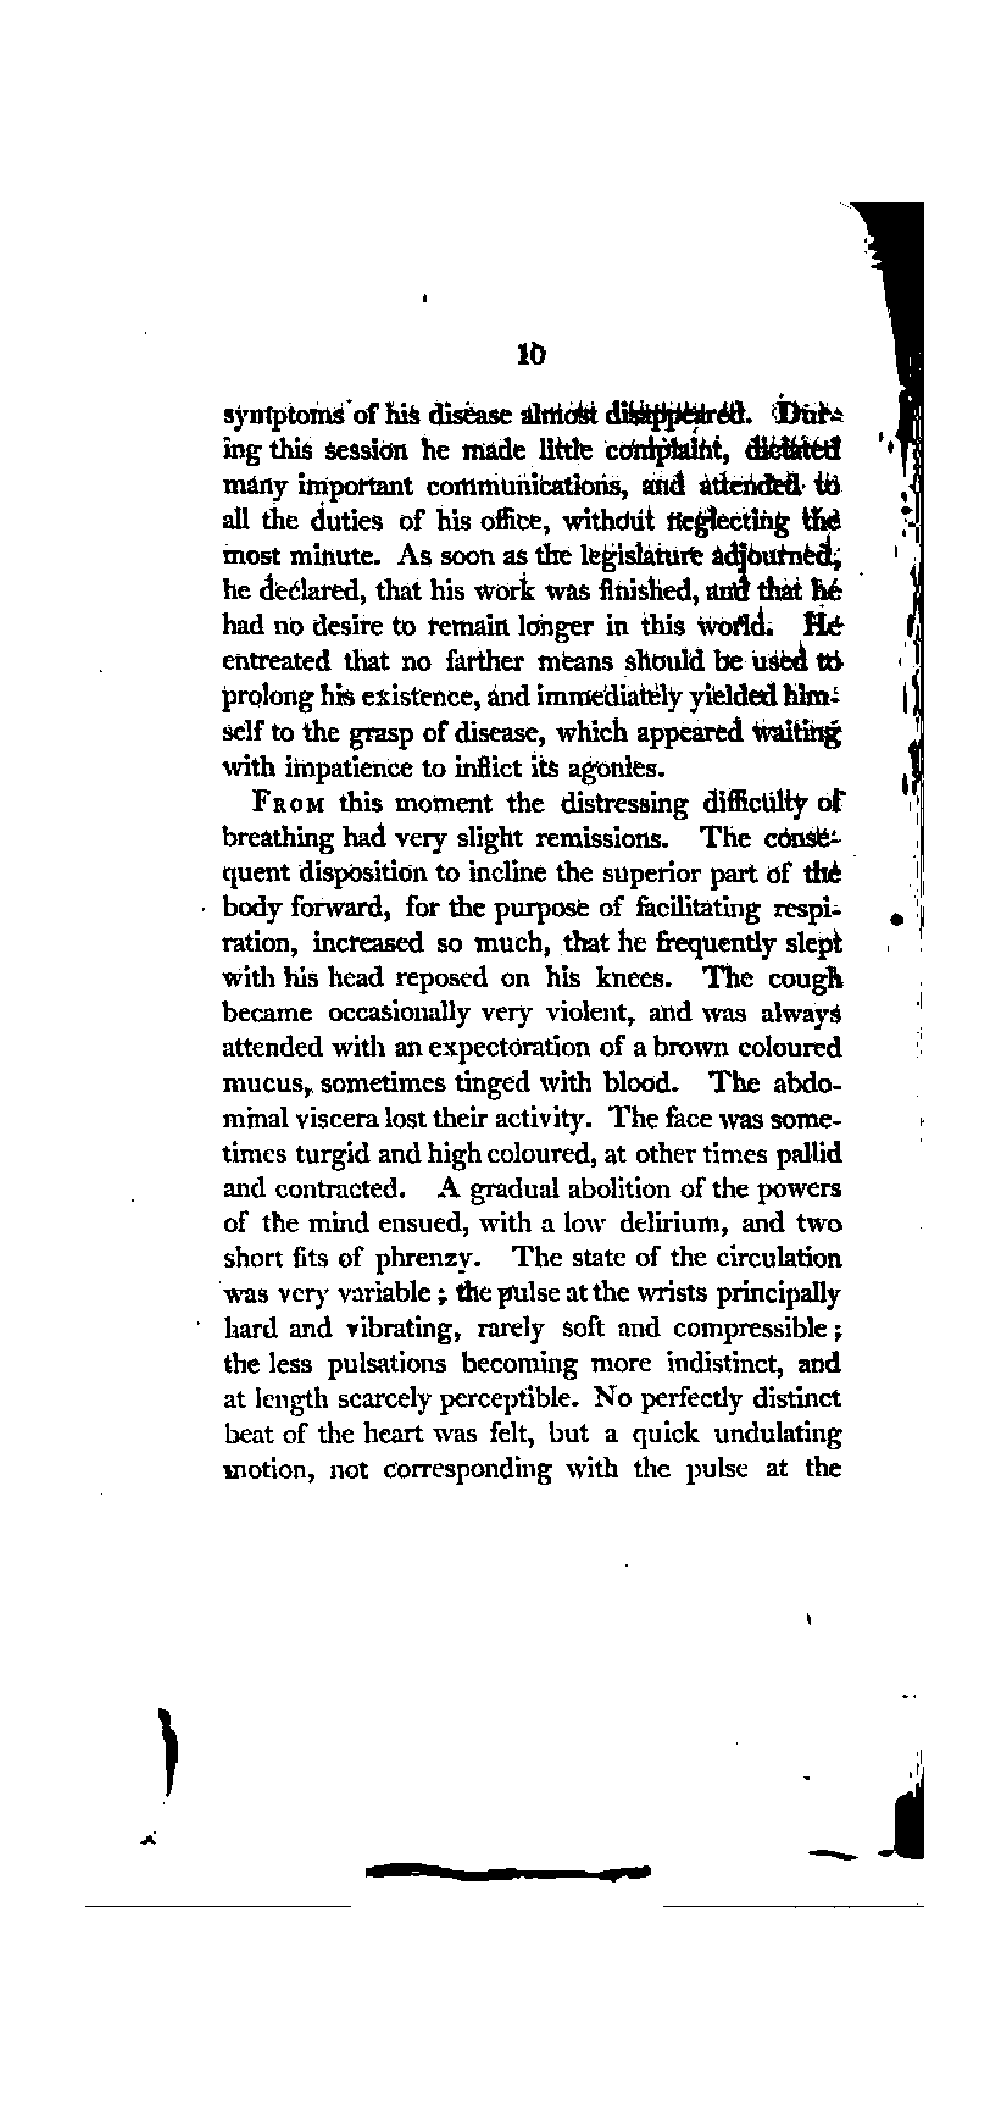 10
symptoms of his disease almost disappeared. Dur-
ing this session he made little complaint, dictated
many important communications, and attended to
all the duties of his office, without neglecting the
most minute. As soon as the legislature adjourned,
he declared, that his work was finished, and that he
had no desire to remain longer in this world. He
entreated that no farther means should be used to
prolong his existence, and immediately yielded him-
self to the grasp of disease, which appeared waiting
with impatience to inflict its agonies.
FROM this moment the distressing difficulty of
breathing had very slight remissions. The conse-
quent disposition to incline the superior part of the
body forward, for the purpose of facilitating respi-
ration, increased so much, that he frequently slept
with his head reposed on his knees. The cough
became occasionally very violent, and was always
attended with an expectoration of a brown coloured
mucus, sometimes tinged with blood. The abdo-
minal viscera lost their activity. The face was some-
times turgid and high coloured, at other times pallid
and contracted. A gradual abolition of the powers
of the mind ensued, with a low delirium, and two
short fits of phrenzy. The state of the circulation
was very variable; the pulse at the wrists principally
hard and vibrating, rarely soft and compressible;
the less pulsations becoming more indistinct, and
at length scarcely perceptible. No perfectly distinct
beat of the heart was felt, but a quick undulating
motion, not corresponding with the pulse at the